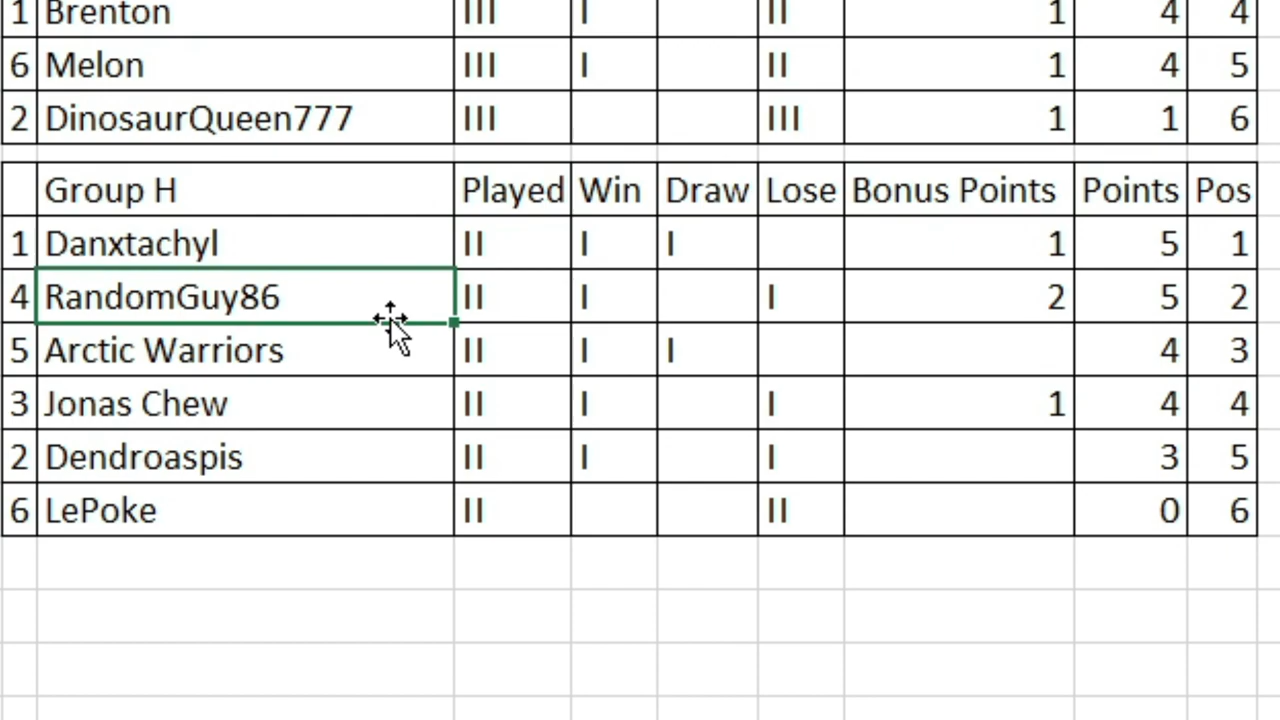 1 Brenton III I II 1 4 4
6 Melon III I II 1 4 5
2 DinosaurQueen777 III III 1 1 6
Group H Played Win Draw Lose Bonus Points Points Pos
1 Danxtachyl II I I 1 5 1
4 RandomGuy86 II I I 2 5 2
5 Arctic Warriors II I I 4 3
3 Jonas Chew II I I 1 4 4
2 Dendroaspis II I I 3 5
6 LePoke II II 0 6